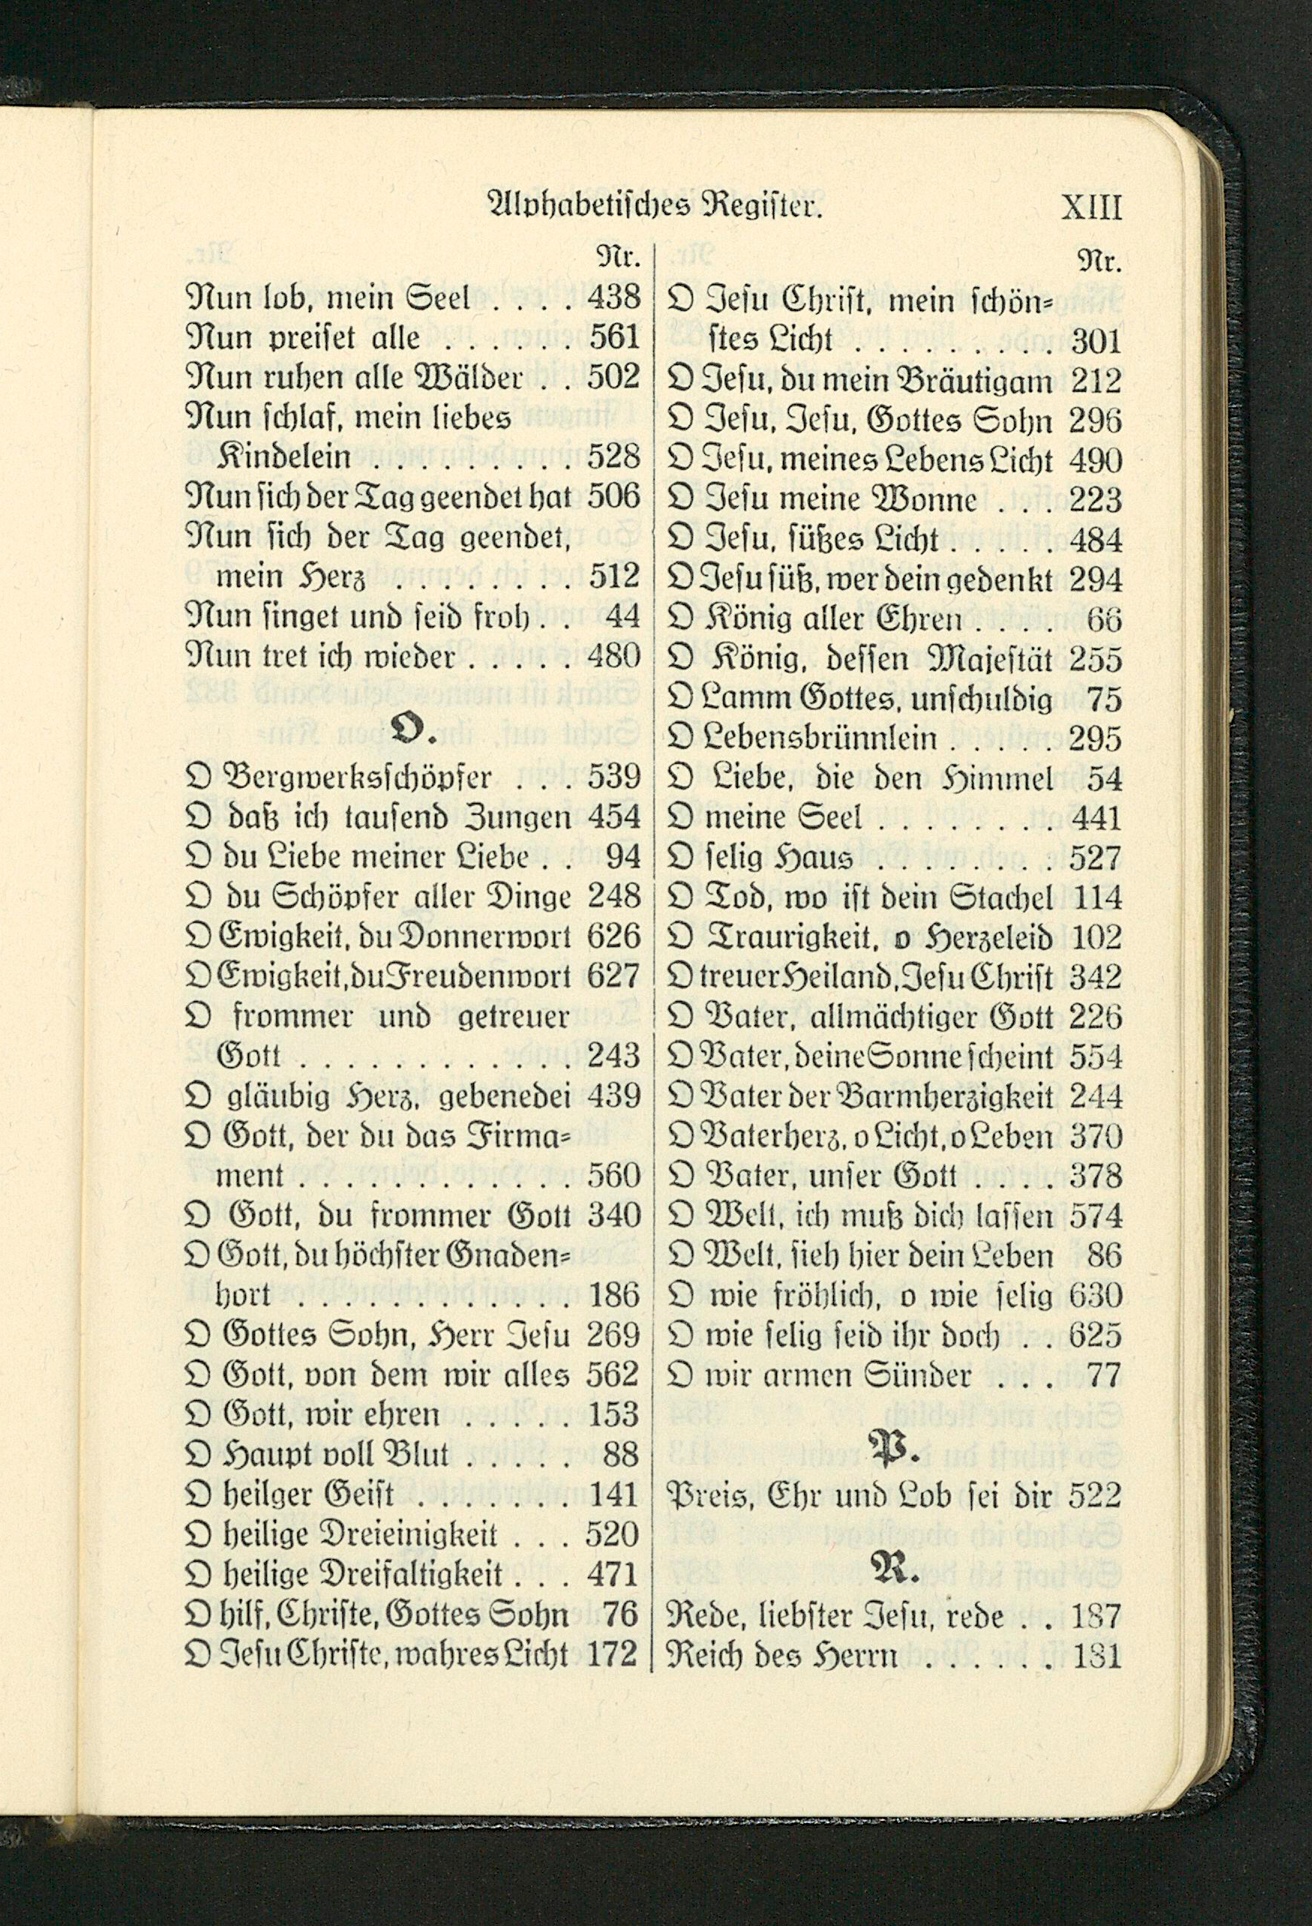 Alphabetisches Register. XIII
Nr.
Nun lob, mein Seel . . . . 438
Nun preiset alle . . . . . . 561
Nun ruhen alle Wälder . . 502
Nun schlaf, mein liebes
Kindelein . . . . . . . . . 528
Nun sich der Tag geendet hat 506
Nun sich der Tag geendet,
mein Herz . . . . . . . . 512
Nun singet und seid froh . . 44
Nun tret ich wieder . . . . . 480
O.
O Bergwerksschöpfer . . . 539
O daß ich tausend Zungen 454
O du Liebe meiner Liebe . . 94
O du Schöpfer aller Dinge 248
O Ewigkeit, du Donnerwort 626
O Ewigkeit, du Freudenwort 627
O frommer und getreuer
Gott . . . . . . . . . . . . 243
O gläubig Herz, gebenedei 439
O Gott, der du das Firma-
ment . . . . . . . . . . . . 560
O Gott, du frommer Gott 340
O Gott, du höchster Gnaden-
hort . . . . . . . . . . . . 186
O Gottes Sohn, Herr Jesu 269
O Gott, von dem wir alles 562
O Gott, wir ehren . . . . . 153
O Haupt voll Blut . . . . . 88
O heilger Geist . . . . . . . 141
O heilige Dreieinigkeit . . . 520
O heilige Dreifaltigkeit . . . 471
O hilf, Christe, Gottes Sohn 76
O Jesu Christe, wahres Licht 172
Nr.
O Jesu Christ, mein schön-
stes Licht . . . . . . . . . 301
O Jesu, du mein Bräutigam 212
O Jesu, Jesu, Gottes Sohn 296
O Jesu, meines Lebens Licht 490
O Jesu meine Wonne . . . 223
O Jesu, süßes Licht . . . . . 484
O Jesu süß, wer dein gedenkt 294
O König aller Ehren . . . . 66
O König, dessen Majestät 255
O Lamm Gottes, unschuldig 75
O Lebensbrünnlein . . . . . 295
O Liebe, die den Himmel 54
O meine Seel . . . . . . . . 441
O selig Haus . . . . . . . . 527
O Tod, wo ist dein Stachel 114
O Traurigkeit, o Herzeleid 102
O treuer Heiland, Jesu Christ 342
O Vater, allmächtiger Gott 226
O Vater, deine Sonne scheint 554
O Vater der Barmherzigkeit 244
O Vaterherz, o Licht, o Leben 370
O Vater, unser Gott . . . . 378
O Welt, ich muß dich lassen 574
O Welt, sieh hier dein Leben 86
O wie fröhlich, o wie selig 630
O wie selig seid ihr doch . . 625
O wir armen Sünder . . . 77
P.
Preis, Ehr und Lob sei dir 522
R.
Rede, liebster Jesu, rede . . 187
Reich des Herrn . . . . . . 181